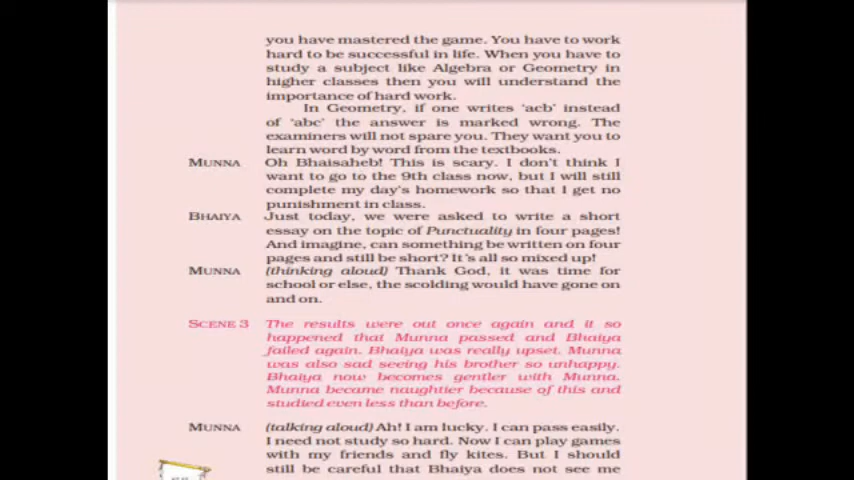 you have mastered the game. You have to work
hard to be successful in life. When you have to
study a subject like Algebra or Geometry in
higher classes then you will understand the
importance of hard work.
In Geometry, if one writes ‘acb’ instead
of ‘abc’ the answer is marked wrong. The
examiners will not spare you. They want you to
learn word by word from the textbooks.
MUNNA Oh Bhaisaheb! This is scary. I don’t think I
want to go to the 9th class now, but I will still
complete my day’s homework so that I get no
punishment in class.
BHAIYA Just today, we were asked to write a short
essay on the topic of Punctuality in four pages!
And imagine, can something be written on four
pages and still be short? It’s all so mixed up!
MUNNA (thinking aloud) Thank God, it was time for
school or else, the scolding would have gone on
and on.
SCENE 3 The results were out once again and it so
happened that Munna passed and Bhaiya
failed again. Bhaiya was really upset. Munna
was also sad seeing his brother so unhappy.
Bhaiya now becomes gentler with Munna.
Munna became naughtier because of this and
studied even less than before.
MUNNA (talking aloud) Ah! I am lucky. I can pass easily.
I need not study so hard. Now I can play games
with my friends and fly kites. But I should
still be careful that Bhaiya does not see me